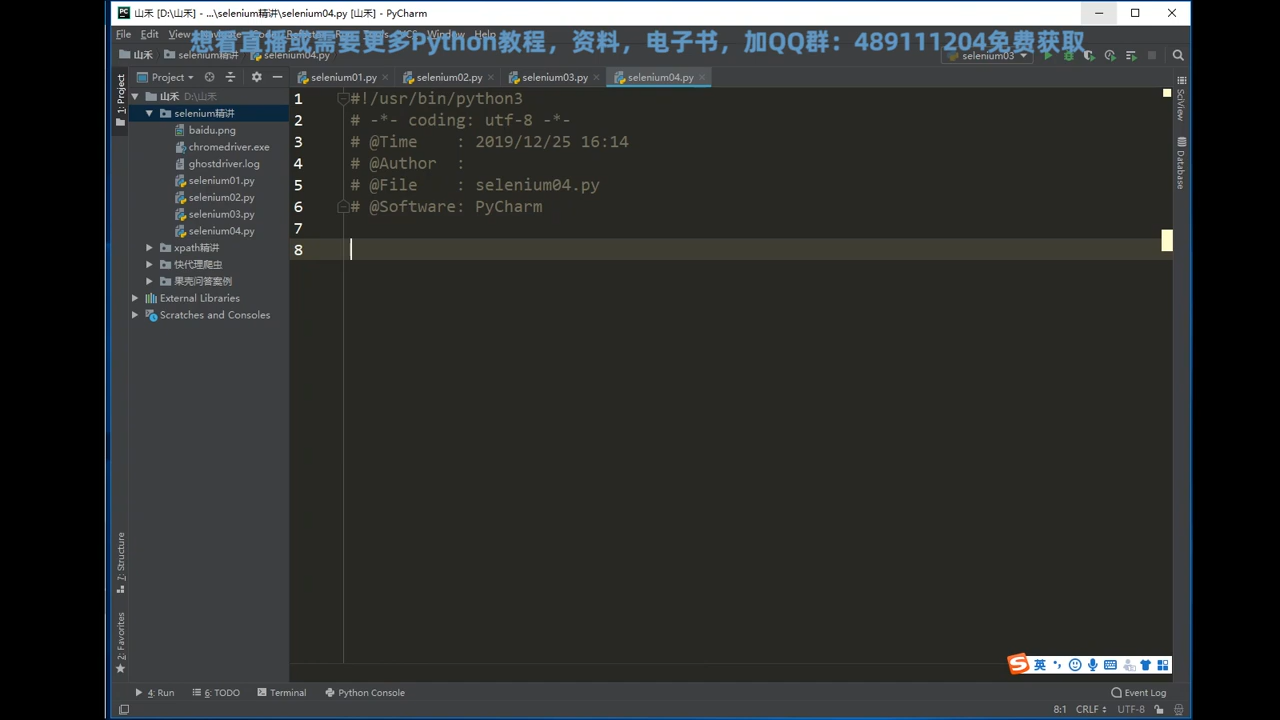 山禾 [D:\山禾] - ...\selenium精讲\selenium04.py [山禾] - PyCharm
File Edit View Window Help
想看直播或需要更多Python教程，资料，电子书，加QQ群：489111204免费获取
山禾 selenium精讲 selenium04.py selenium03
Project selenium01.py selenium02.py selenium03.py selenium04.py
1: Project
山禾 D:\山禾
selenium精讲
baidu.png
chromedriver.exe
ghostdriver.log
selenium01.py
selenium02.py
selenium03.py
selenium04.py
xpath精讲
快代理爬虫
果壳问答案例
External Libraries
Scratches and Consoles
7: Structure
2: Favorites
1 #!/usr/bin/python3
2 # -*- coding: utf-8 -*-
3 # @Time : 2019/12/25 16:14
4 # @Author :
5 # @File : selenium04.py
6 # @Software: PyCharm
7
8
SciView
Database
英
4: Run 6: TODO Terminal Python Console Event Log
8:1 CRLF UTF-8